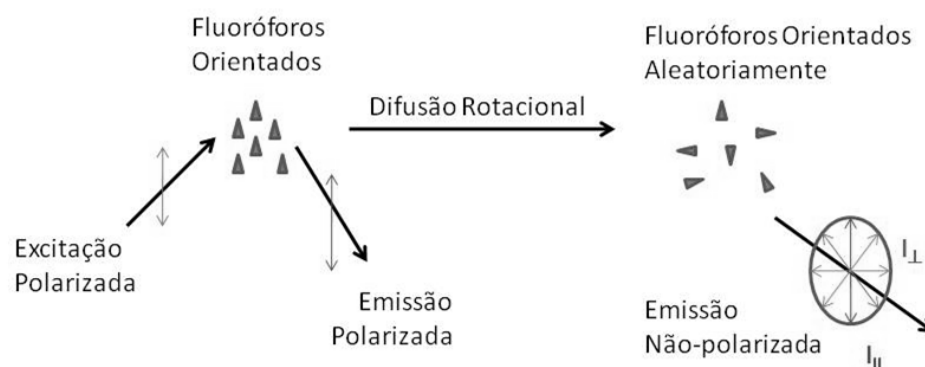 Fluoróforos
Orientados
Fluoróforos Orientados
Aleatoriamente
Difusão Rotacional
Excitação
Polarizada
Emissão
Polarizada
Emissão
Não-polarizada
I⊥
I||